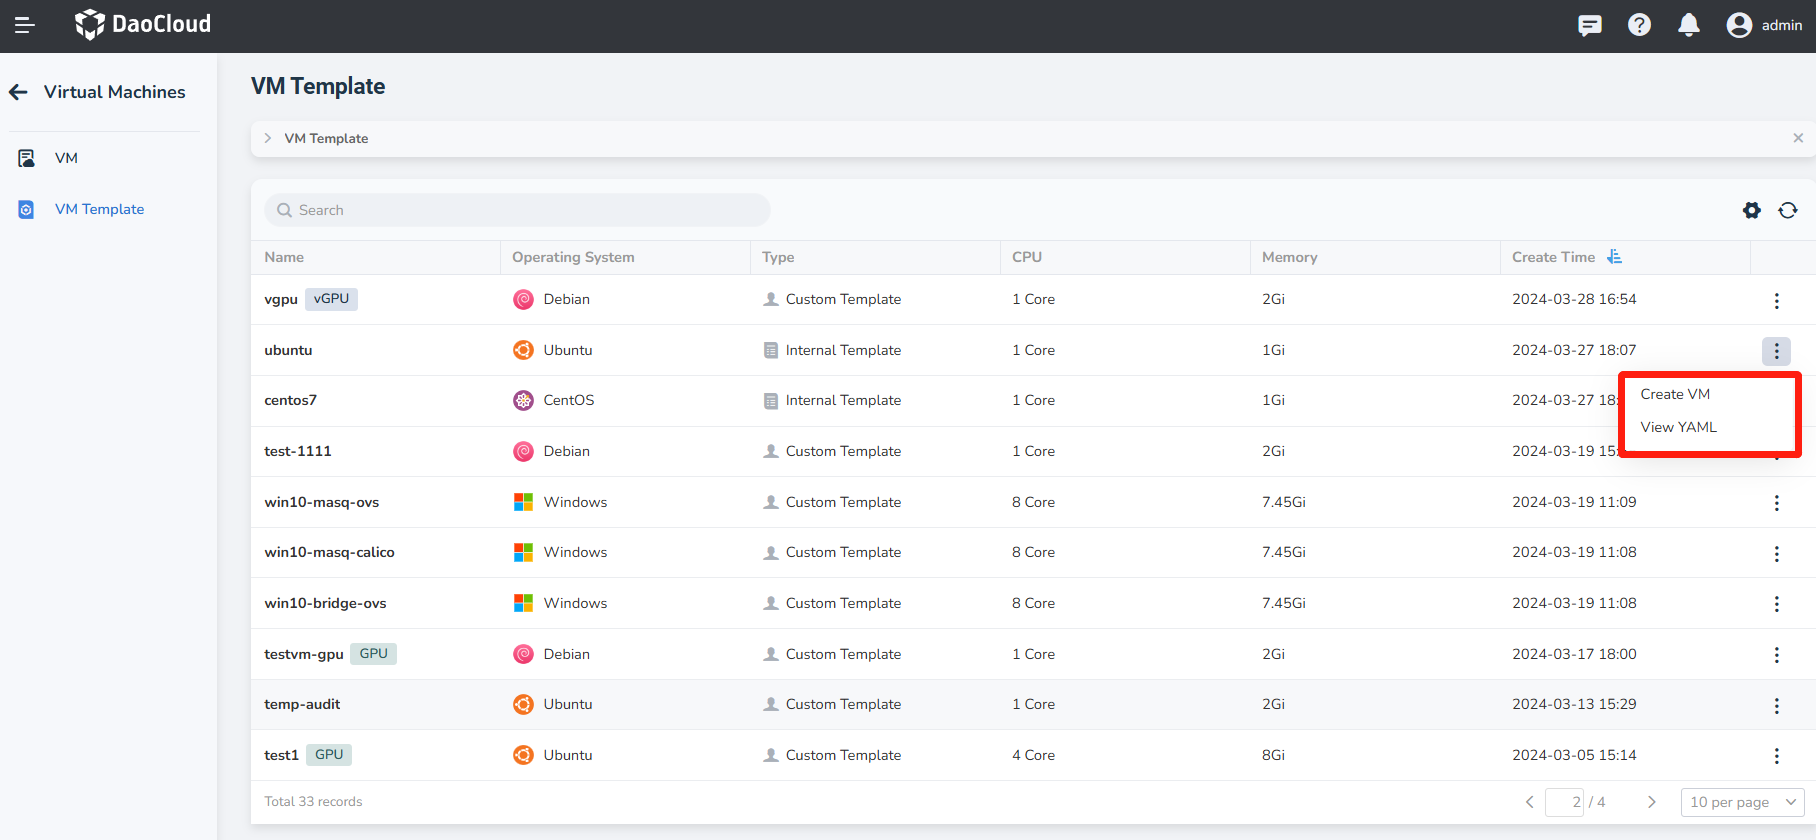 DaoCloud
admin
Virtual Machines
VM
VM Template
VM Template
VM Template
Search
Name Operating System Type CPU Memory Create Time
vgpu vGPU Debian Custom Template 1 Core 2Gi 2024-03-28 16:54
ubuntu Ubuntu Internal Template 1 Core 1Gi 2024-03-27 18:07
centos7 CentOS Internal Template 1 Core 1Gi 2024-03-27 18:
Create VM
View YAML
test-1111 Debian Custom Template 1 Core 2Gi 2024-03-19 15:
win10-masq-ovs Windows Custom Template 8 Core 7.45Gi 2024-03-19 11:09
win10-masq-calico Windows Custom Template 8 Core 7.45Gi 2024-03-19 11:08
win10-bridge-ovs Windows Custom Template 8 Core 7.45Gi 2024-03-19 11:08
testvm-gpu GPU Debian Custom Template 1 Core 2Gi 2024-03-17 18:00
temp-audit Ubuntu Custom Template 1 Core 2Gi 2024-03-13 15:29
test1 GPU Ubuntu Custom Template 4 Core 8Gi 2024-03-05 15:14
Total 33 records
2 / 4
10 per page